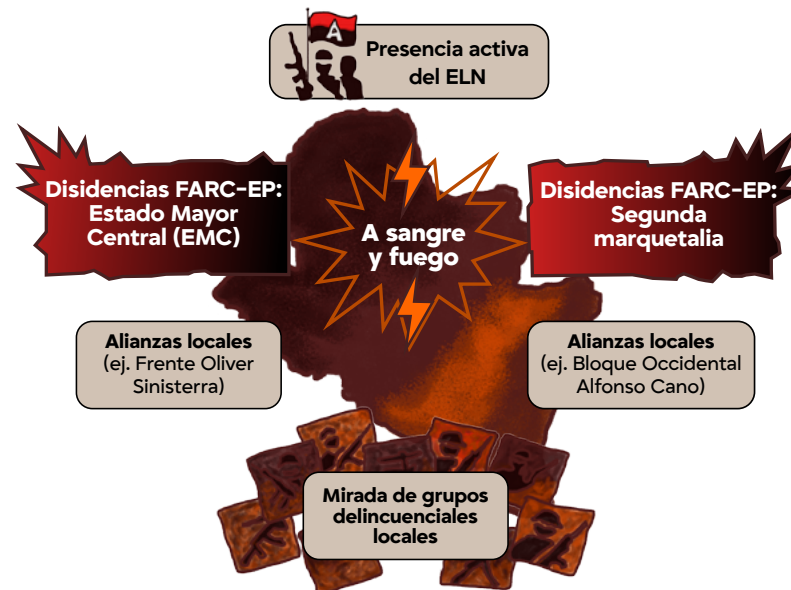 A
Presencia activa
del ELN
Disidencias FARC-EP:
Estado Mayor
Central (EMC)
A sangre
y fuego
Disidencias FARC-EP:
Segunda
marquetalia
Alianzas locales
(ej. Frente Oliver
Sinisterra)
Alianzas locales
(ej. Bloque Occidental
Alfonso Cano)
Mirada de grupos
delincuenciales
locales